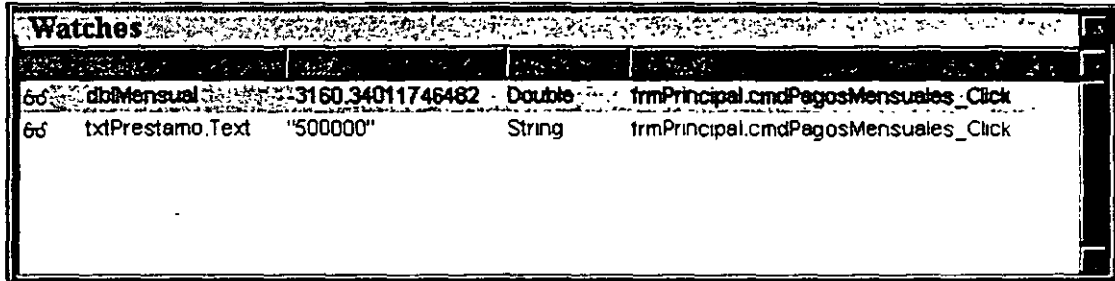 Watches
dblMensual -3160,34011746482 Double frmPrincipal.cmdPagosMensuales_Click
txtPrestamo.Text "500000" String frmPrincipal.cmdPagosMensuales_Click